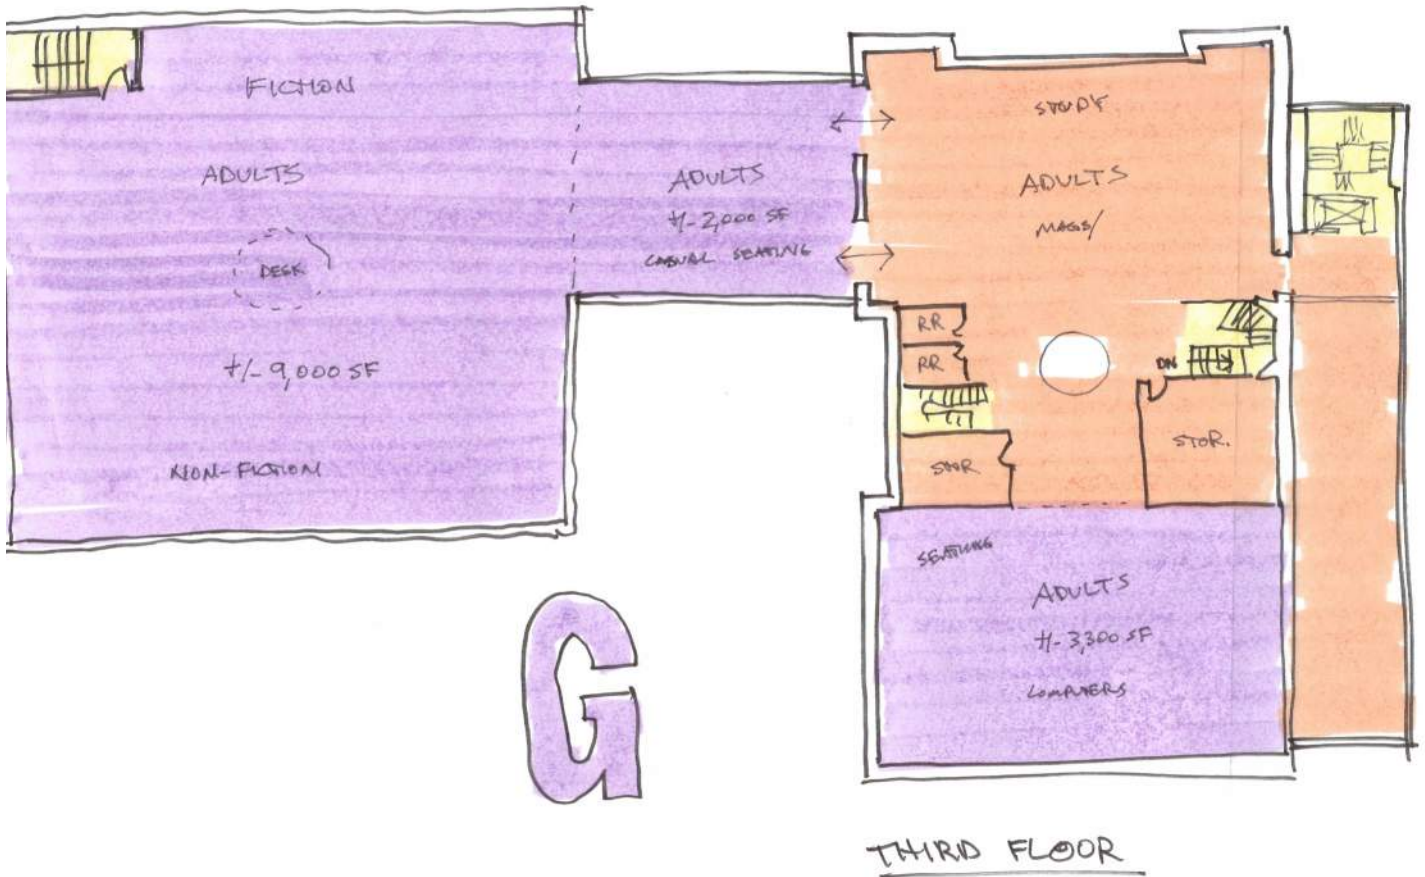 FICTION
ADULTS
DESK
+/- 9,000 SF
NON-FICTION
ADULTS
+/- 2,000 SF
CASUAL SEATING
STUDY
ADULTS
MAGS/
RR
RR
DN
STOR.
STOR
SEATING
ADULTS
+/- 3,300 SF
COMPUTERS
G
THIRD FLOOR